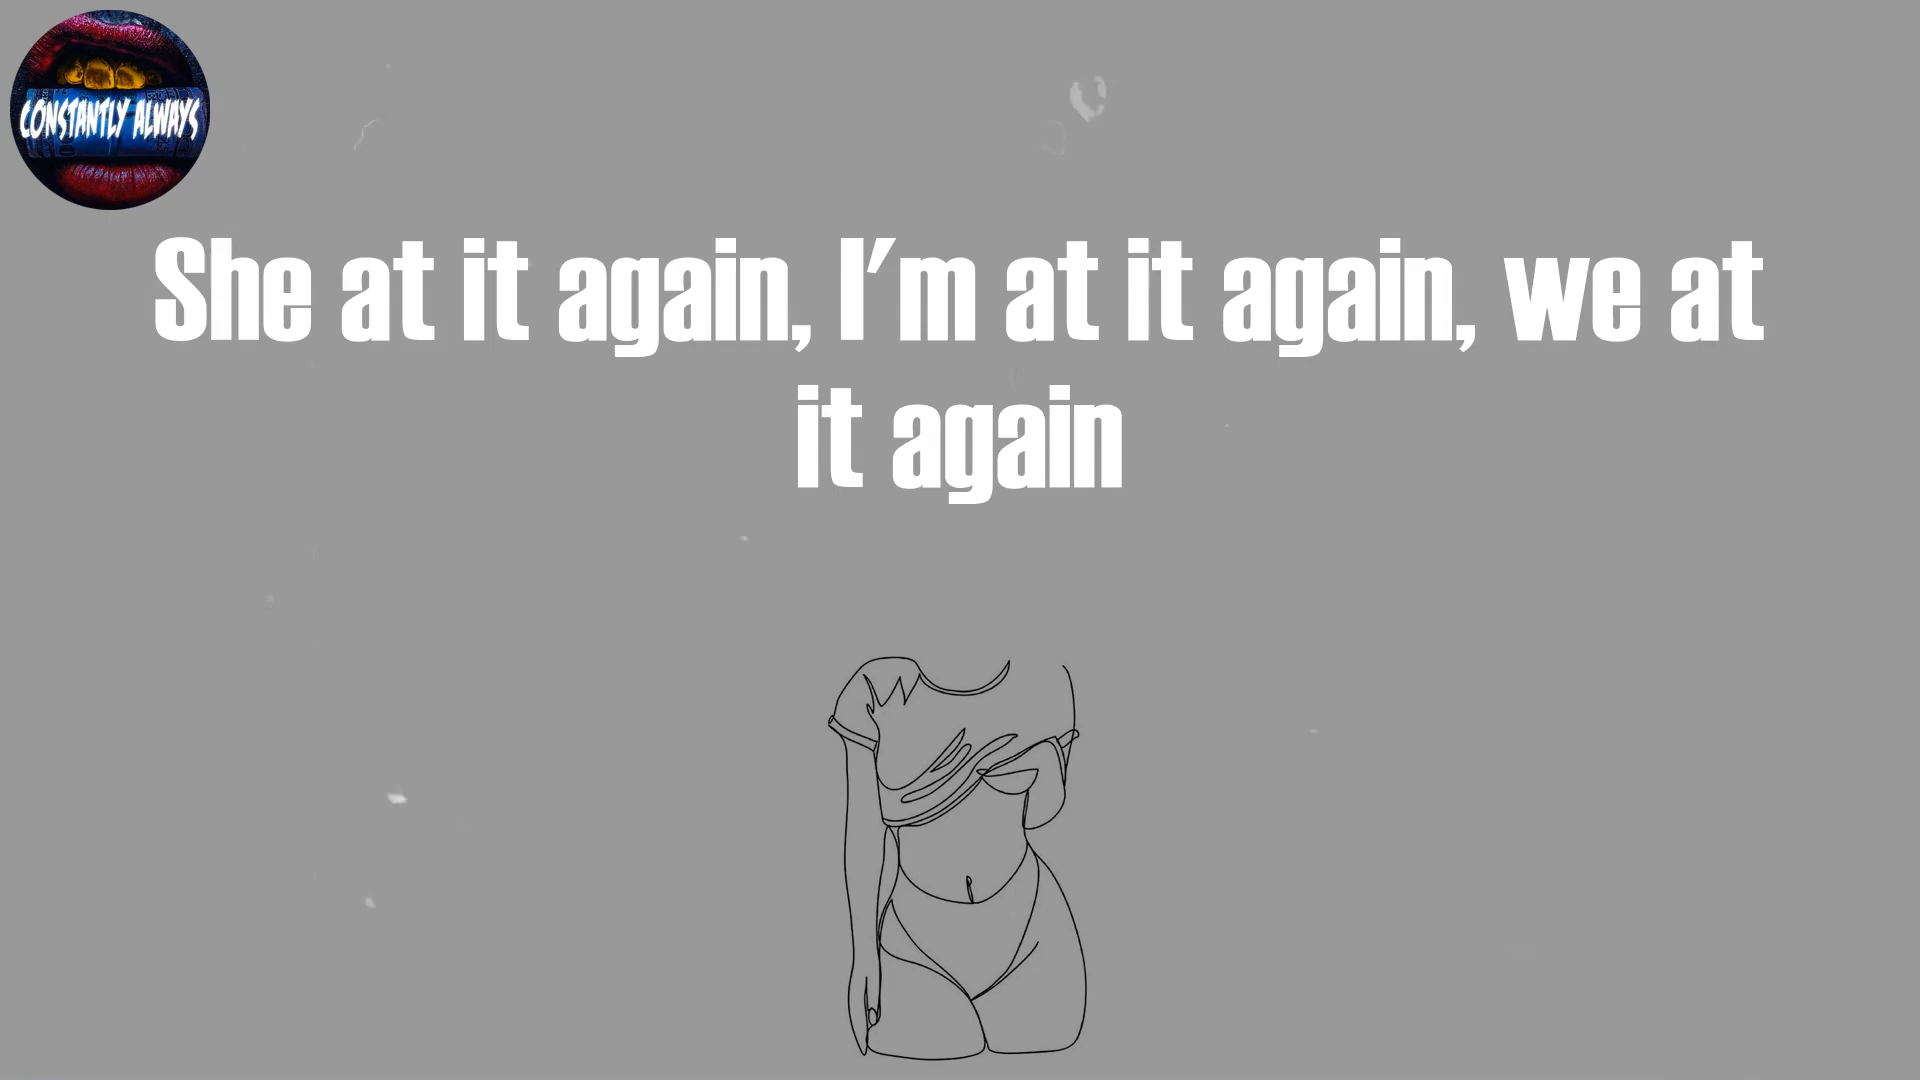 CONSTANTLY ALWAYS
She at it again, I'm at it again, we at
it again